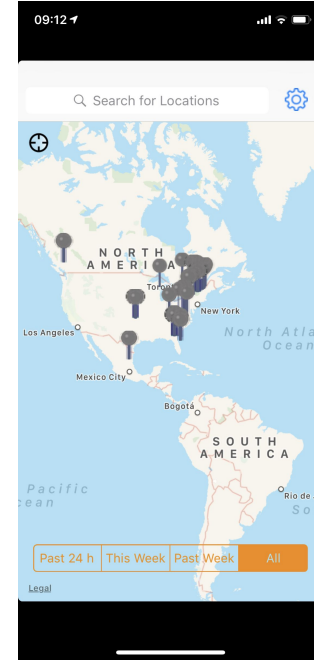 09:12
Search for Locations
NORTH
AMERICA
Toronto
New York
Los Angeles
North Atla
Ocean
Mexico City
Bogotá
SOUTH
AMERICA
Pacific
cean
Rio de
So
Past 24 h
This Week
Past Week
All
Legal